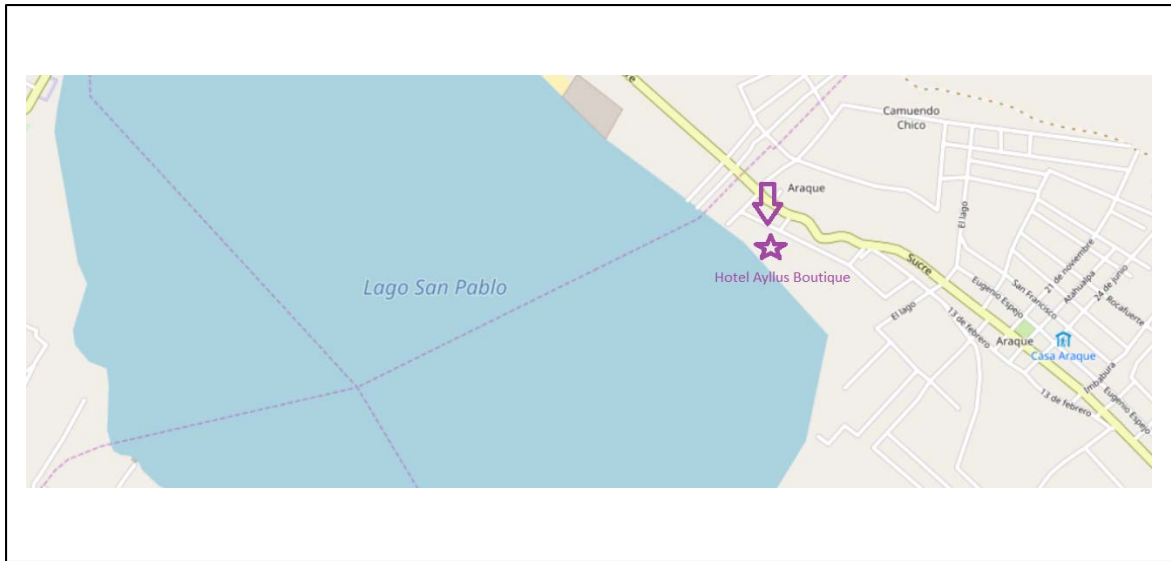 Camuendo
Chico
Araque
El lago
Hotel Ayllus Boutique
Lago San Pablo
Sucre
21 de noviembre
Atahualpa
24 de junio
Rocafuerte
San Francisco
Eugenio Espejo
El lago
13 de febrero
Araque
Casa Araque
Imbabura
13 de febrero
Eugenio Espejo